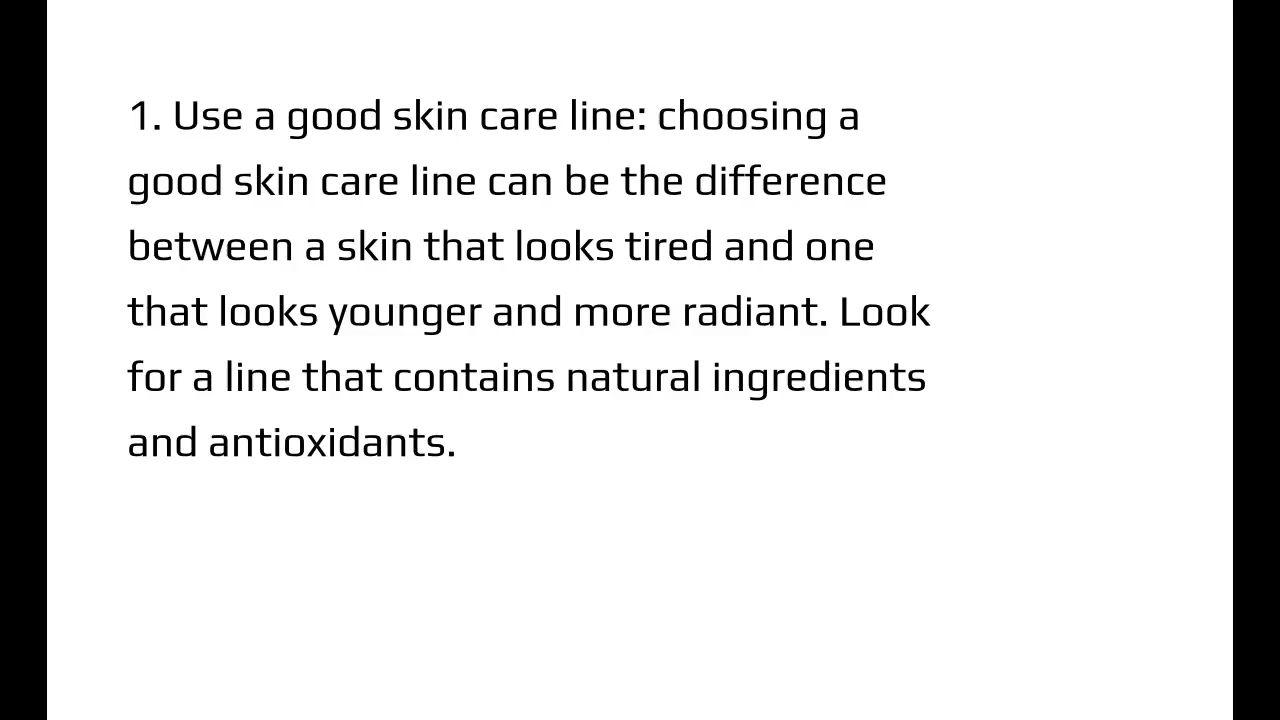 1. Use a good skin care line: choosing a
good skin care line can be the difference
between a skin that looks tired and one
that looks younger and more radiant. Look
for a line that contains natural ingredients
and antioxidants.